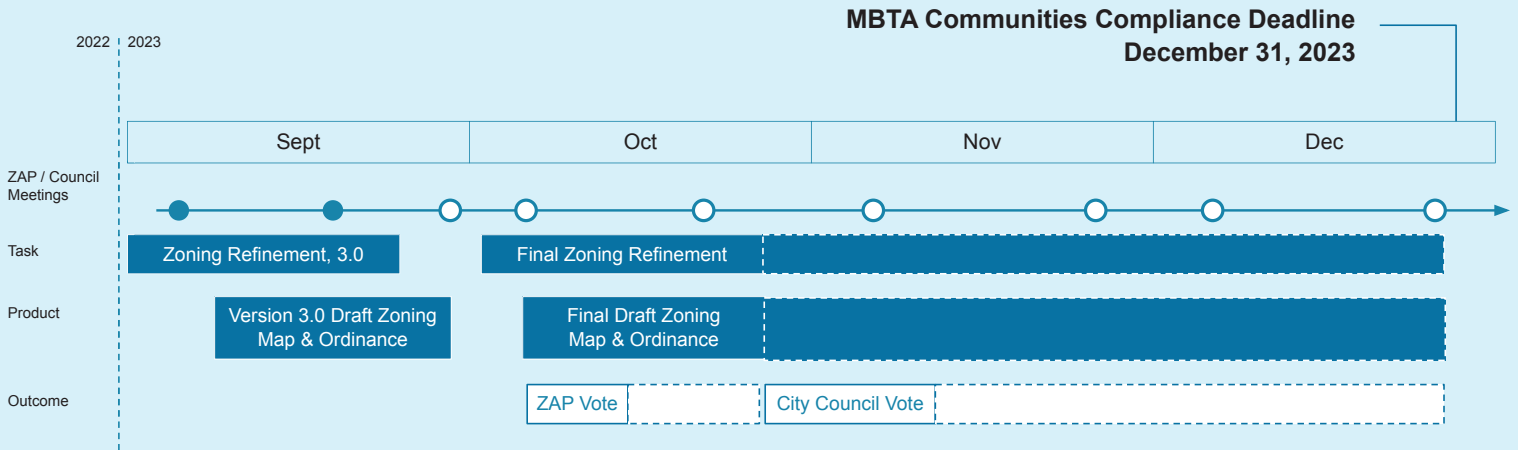 MBTA Communities Compliance Deadline
December 31, 2023
2022
2023
Sept
Oct
Nov
Dec
ZAP / Council
Meetings
Task
Zoning Refinement, 3.0
Final Zoning Refinement
Product
Version 3.0 Draft Zoning
Map & Ordinance
Final Draft Zoning
Map & Ordinance
Outcome
ZAP Vote
City Council Vote